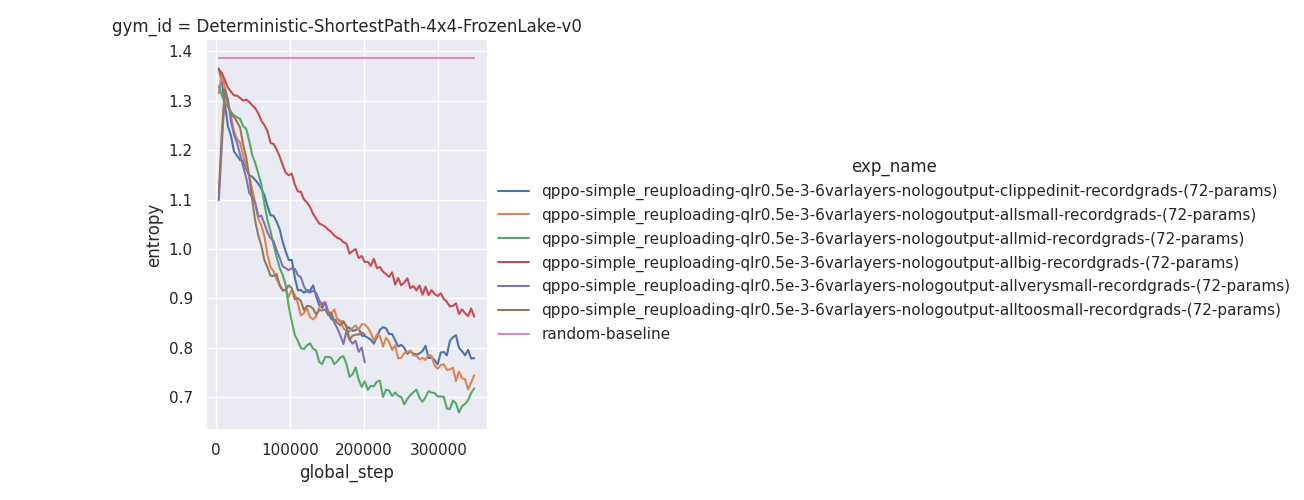 gym_id = Deterministic-ShortestPath-4x4-FrozenLake-v0
1.4
1.3
1.2
1.1
1.0
0.9
0.8
0.7
entropy
0
100000
200000
300000
global_step
exp_name
qppo-simple_reuploading-qlr0.5e-3-6varlayers-nologoutput-clippedinit-recordgrads-(72-params)
qppo-simple_reuploading-qlr0.5e-3-6varlayers-nologoutput-allsmall-recordgrads-(72-params)
qppo-simple_reuploading-qlr0.5e-3-6varlayers-nologoutput-allmid-recordgrads-(72-params)
qppo-simple_reuploading-qlr0.5e-3-6varlayers-nologoutput-allbig-recordgrads-(72-params)
qppo-simple_reuploading-qlr0.5e-3-6varlayers-nologoutput-allverysmall-recordgrads-(72-params)
qppo-simple_reuploading-qlr0.5e-3-6varlayers-nologoutput-alltoosmall-recordgrads-(72-params)
random-baseline